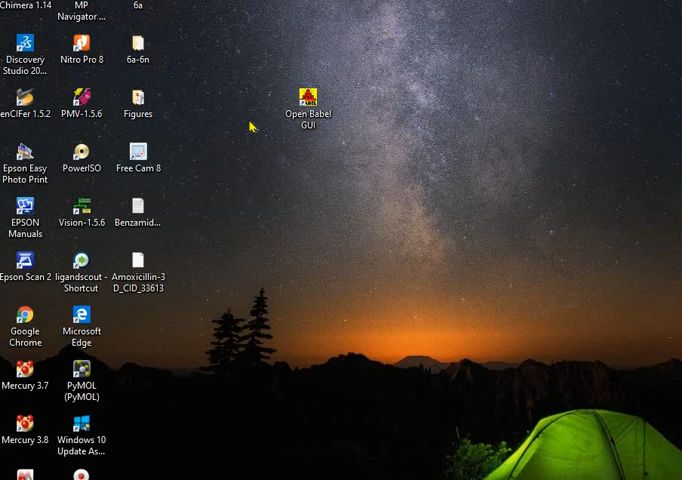 Chimera 1.14
MP
Navigator ...
6a
Discovery
Studio 20...
Nitro Pro 8
6a-6n
enCIFer 1.5.2
PMV-1.5.6
Figures
Open Babel
GUI
Epson Easy
Photo Print
PowerISO
Free Cam 8
EPSON
Manuals
Vision-1.5.6
Benzamid...
Epson Scan 2
ligandscout -
Shortcut
Amoxicillin-3
D_CID_33613
Google
Chrome
Microsoft
Edge
Mercury 3.7
PyMOL
(PyMOL)
Mercury 3.8
Windows 10
Update As...